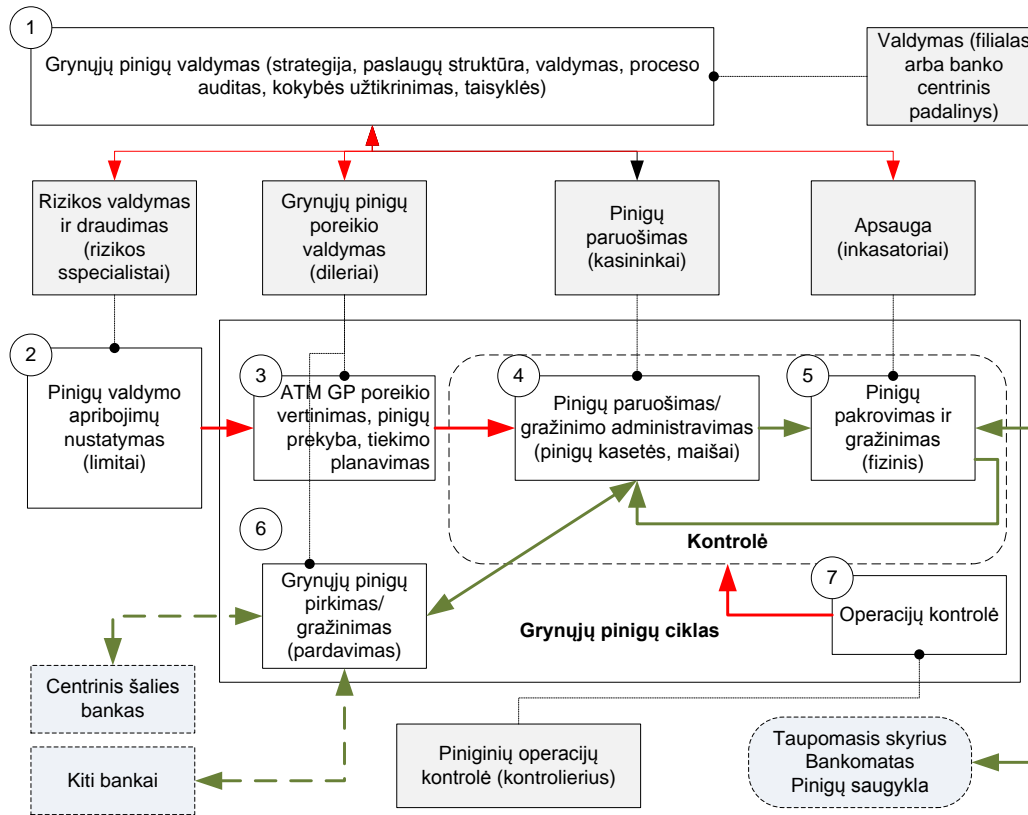 1
Grynųjų pinigų valdymas (strategija, paslaugų struktūra, valdymas, proceso
auditas, kokybės užtikrinimas, taisyklės)
Valdymas (filialas
arba banko
centrinis
padalinys)
Rizikos valdymas
ir draudimas
(rizikos
sspecialistai)
Grynųjų pinigų
poreikio
valdymas
(dileriai)
Pinigų
paruošimas
(kasininkai)
Apsauga
(inkasatoriai)
2
Pinigų valdymo
apribojimų
nustatymas
(limitai)
3
ATM GP poreikio
vertinimas, pinigų
prekyba, tiekimo
planavimas
4
Pinigų paruošimas/
gražinimo administravimas
(pinigų kasetės, maišai)
5
Pinigų
pakrovimas ir
gražinimas
(fizinis)
Kontrolė
6
Grynųjų pinigų
pirkimas/
gražinimas
(pardavimas)
Grynųjų pinigų ciklas
7
Operacijų kontrolė
Centrinis šalies
bankas
Kiti bankai
Piniginių operacijų
kontrolė (kontrolierius)
Taupomasis skyrius
Bankomatas
Pinigų saugykla